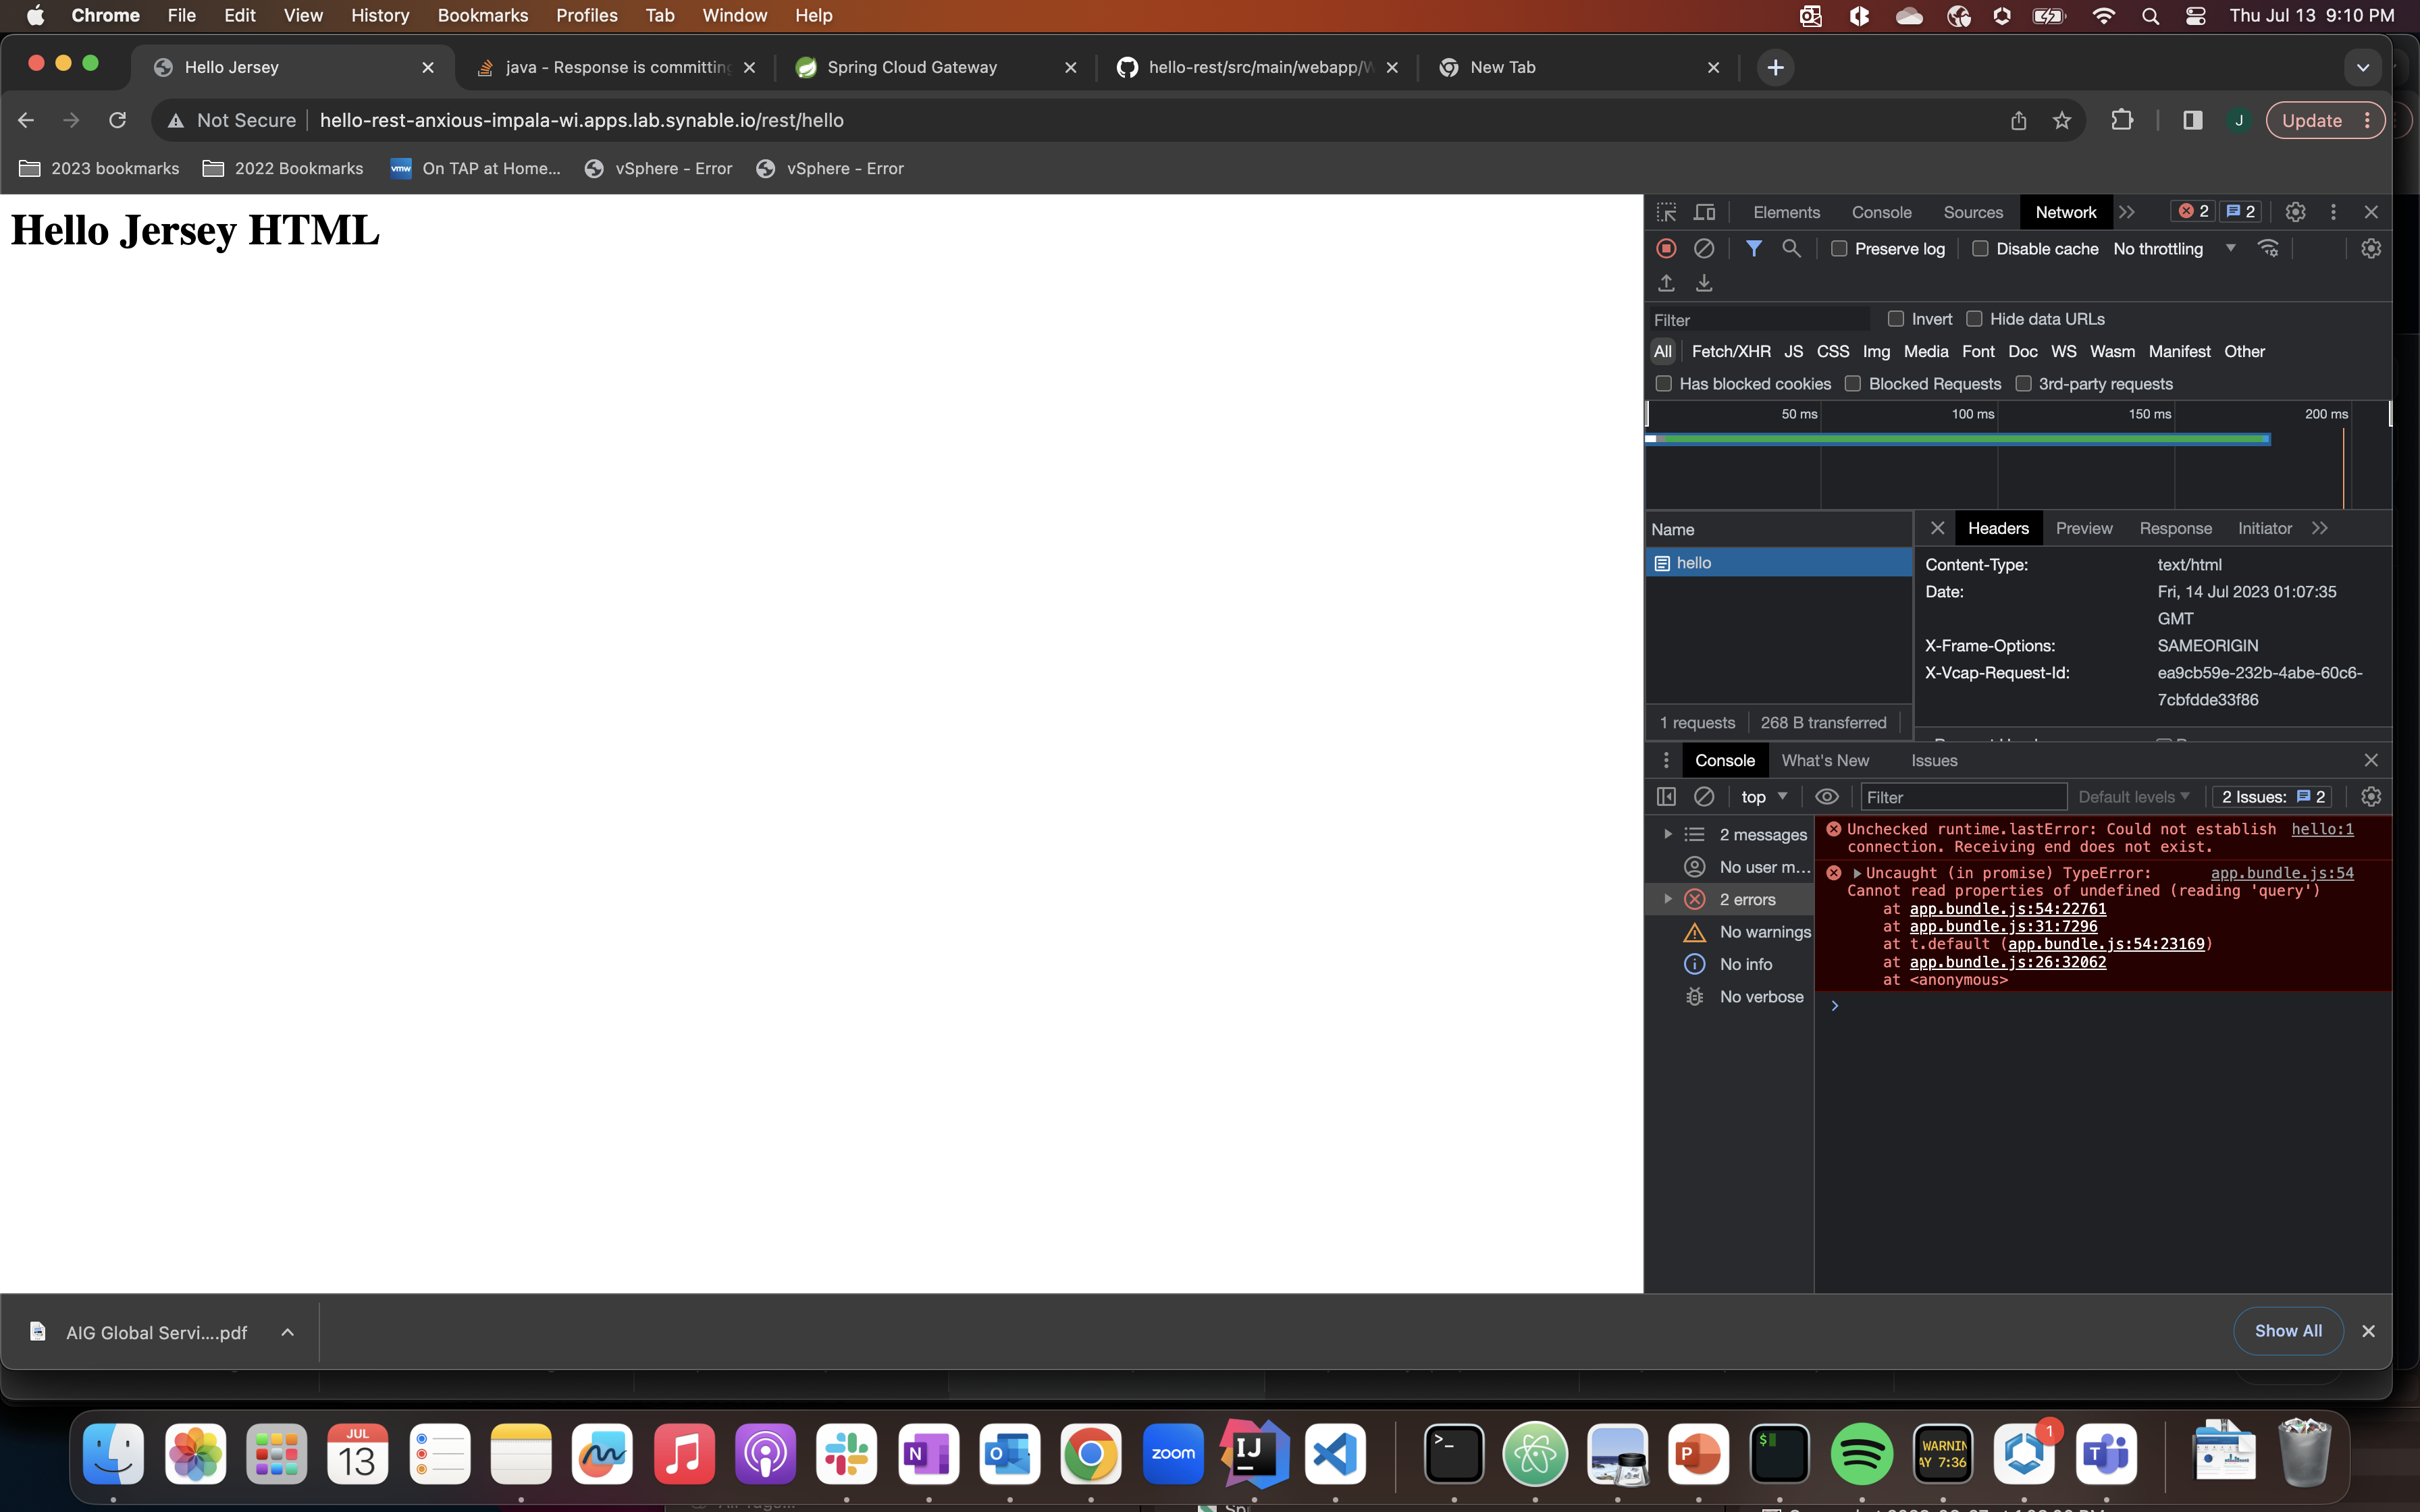 Chrome File Edit View History Bookmarks Profiles Tab Window Help Thu Jul 13 9:10 PM
Hello Jersey java - Response is committing Spring Cloud Gateway hello-rest/src/main/webapp/W New Tab
Not Secure hello-rest-anxious-impala-wi.apps.lab.synable.io/rest/hello J Update
2023 bookmarks 2022 Bookmarks vmw On TAP at Home... vSphere - Error vSphere - Error
Hello Jersey HTML
Elements Console Sources Network 2 2
Preserve log Disable cache No throttling
Filter Invert Hide data URLs
All Fetch/XHR JS CSS Img Media Font Doc WS Wasm Manifest Other
Has blocked cookies Blocked Requests 3rd-party requests
50 ms 100 ms 150 ms 200 ms
Name
hello
1 requests 268 B transferred
Headers Preview Response Initiator
Content-Type: text/html
Date: Fri, 14 Jul 2023 01:07:35
GMT
X-Frame-Options: SAMEORIGIN
X-Vcap-Request-Id: ea9cb59e-232b-4abe-60c6-
7cbfdde33f86
Console What's New Issues
top Filter Default levels 2 Issues: 2
2 messages
No user m...
2 errors
No warnings
No info
No verbose
Unchecked runtime.lastError: Could not establish hello:1
connection. Receiving end does not exist.
Uncaught (in promise) TypeError: app.bundle.js:54
Cannot read properties of undefined (reading 'query')
at app.bundle.js:54:22761
at app.bundle.js:31:7296
at t.default (app.bundle.js:54:23169)
at app.bundle.js:26:32062
at <anonymous>
AIG Global Servi....pdf Show All
JUL
13
zoom
IJ
N
O
P
WARNIN
AY 7:36
1
T